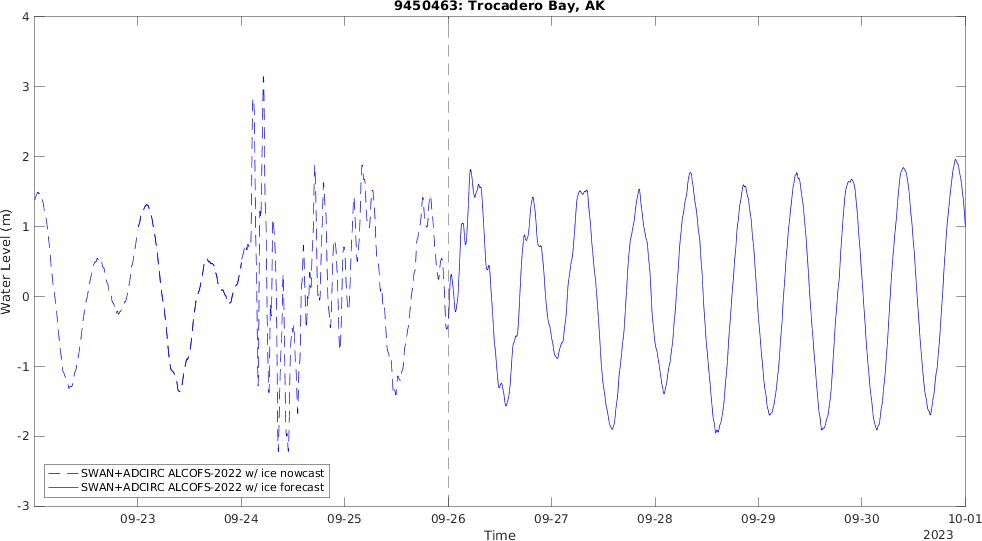 9450463: Trocadero Bay, AK
4
3
2
1
0
-1
-2
-3
Water Level (m)
SWAN+ADCIRC ALCOFS-2022 w/ ice nowcast
SWAN+ADCIRC ALCOFS-2022 w/ ice forecast
09-23 09-24 09-25 09-26 09-27 09-28 09-29 09-30 10-01
Time
2023